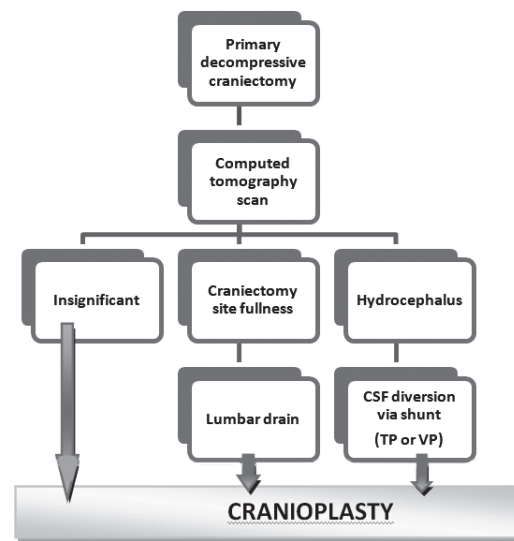 Primary
decompressive
craniectomy
Computed
tomography
scan
Insignificant
Craniectomy
site fullness
Hydrocephalus
Lumbar drain
CSF diversion
via shunt
(TP or VP)
CRANIOPLASTY